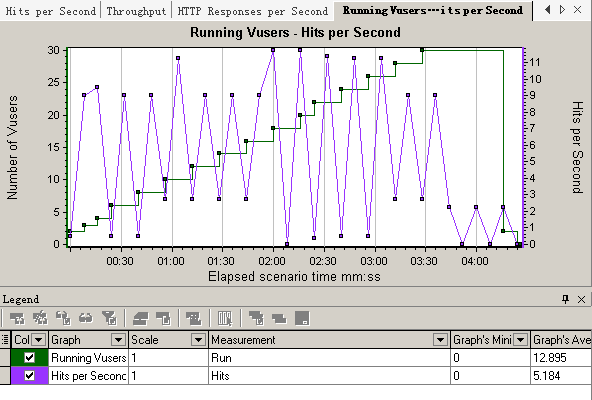 Hits per Second Throughput HTTP Responses per Second Running Vusers…its per Second
Running Vusers - Hits per Second
Number of Vusers
30
25
20
15
10
5
0
11
10
9
8
7
6
5
4
3
2
1
0
Hits per Second
00:30 01:00 01:30 02:00 02:30 03:00 03:30 04:00
Elapsed scenario time mm:ss
Legend
Col Graph Scale Measurement Graph's Mini Graph's Ave
Running Vusers 1 Run 0 12.895
Hits per Second 1 Hits 0 5.184